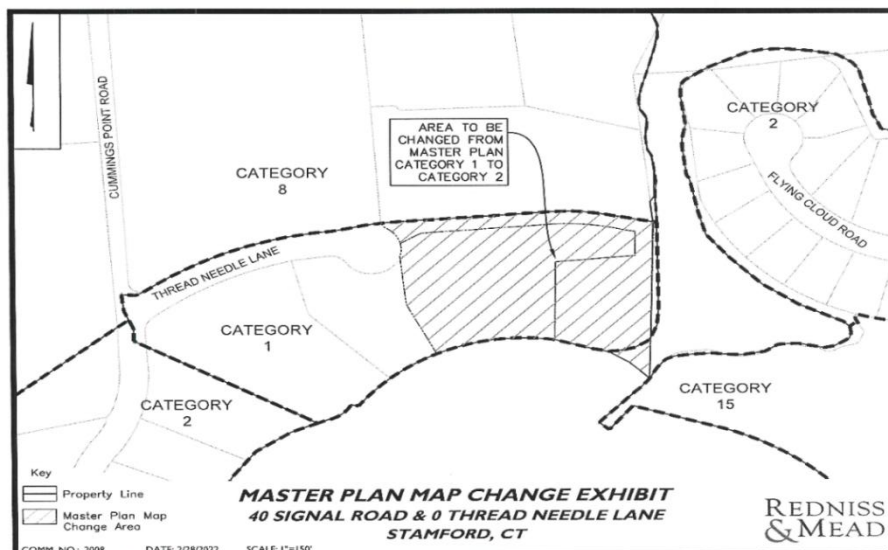 CUMMINGS POINT ROAD
CATEGORY
8
AREA TO BE
CHANGED FROM
MASTER PLAN
CATEGORY 1 TO
CATEGORY 2
CATEGORY
2
FLYING CLOUD ROAD
THREAD NEEDLE LANE
CATEGORY
1
CATEGORY
2
CATEGORY
15
Key
Property Line
Master Plan Map
Change Area
MASTER PLAN MAP CHANGE EXHIBIT
40 SIGNAL ROAD & 0 THREAD NEEDLE LANE
STAMFORD, CT
REDNISS
& MEAD
COMM. NO.: 2098 DATE: 2/28/2022 SCALE: 1"=150'